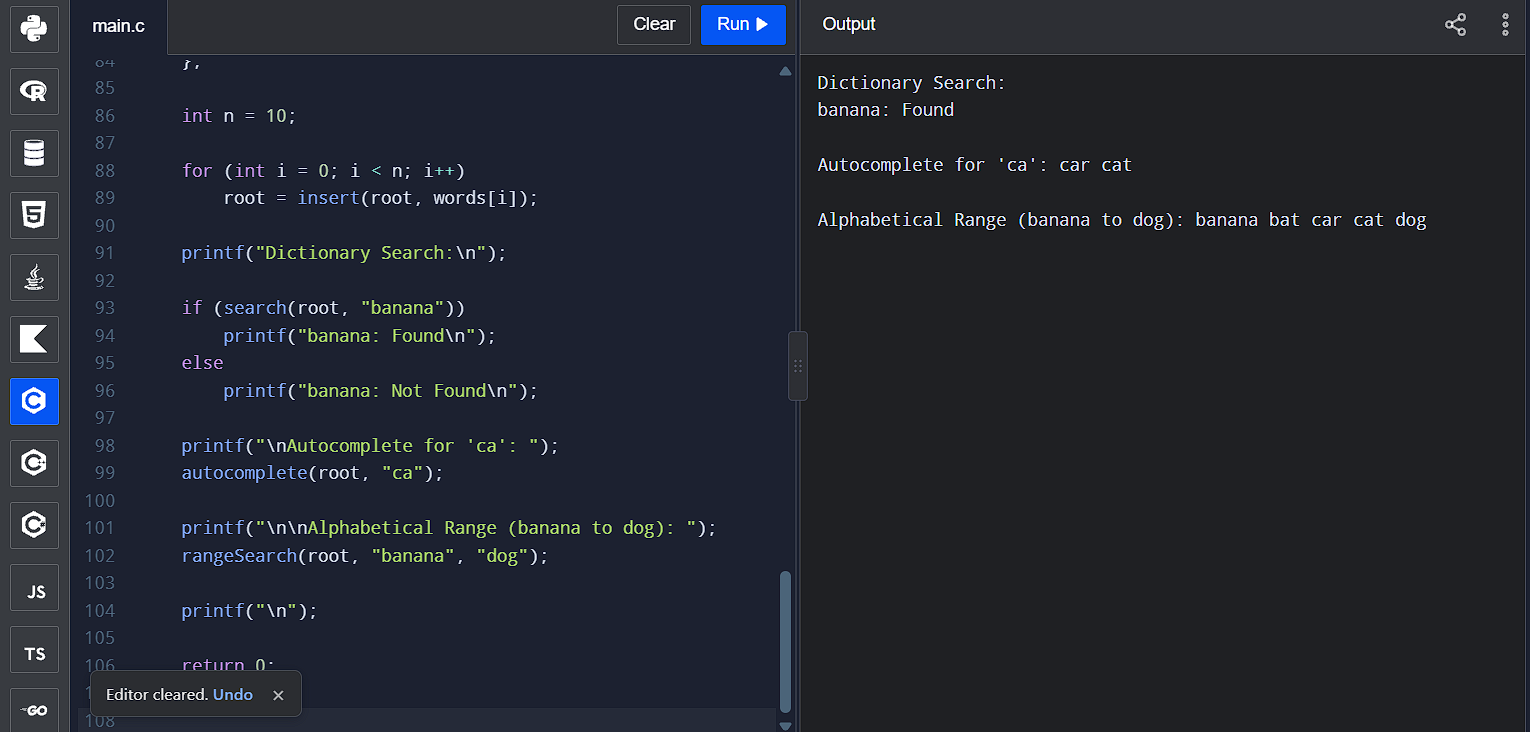 main.c
Clear
Run
Output
84 };
85
86 int n = 10;
87
88 for (int i = 0; i < n; i++)
89 root = insert(root, words[i]);
90
91 printf("Dictionary Search:\n");
92
93 if (search(root, "banana"))
94 printf("banana: Found\n");
95 else
96 printf("banana: Not Found\n");
97
98 printf("\nAutocomplete for 'ca': ");
99 autocomplete(root, "ca");
100
101 printf("\n\nAlphabetical Range (banana to dog): ");
102 rangeSearch(root, "banana", "dog");
103
104 printf("\n");
105
106 return 0;
108
Editor cleared. Undo
Dictionary Search:
banana: Found
Autocomplete for 'ca': car cat
Alphabetical Range (banana to dog): banana bat car cat dog
R
5
C
C
C
JS
TS
GO